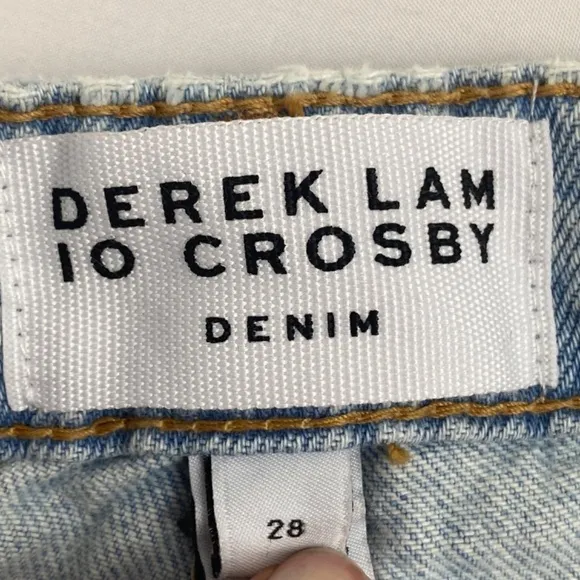 DEREK LAM
10 CROSBY
DENIM
28